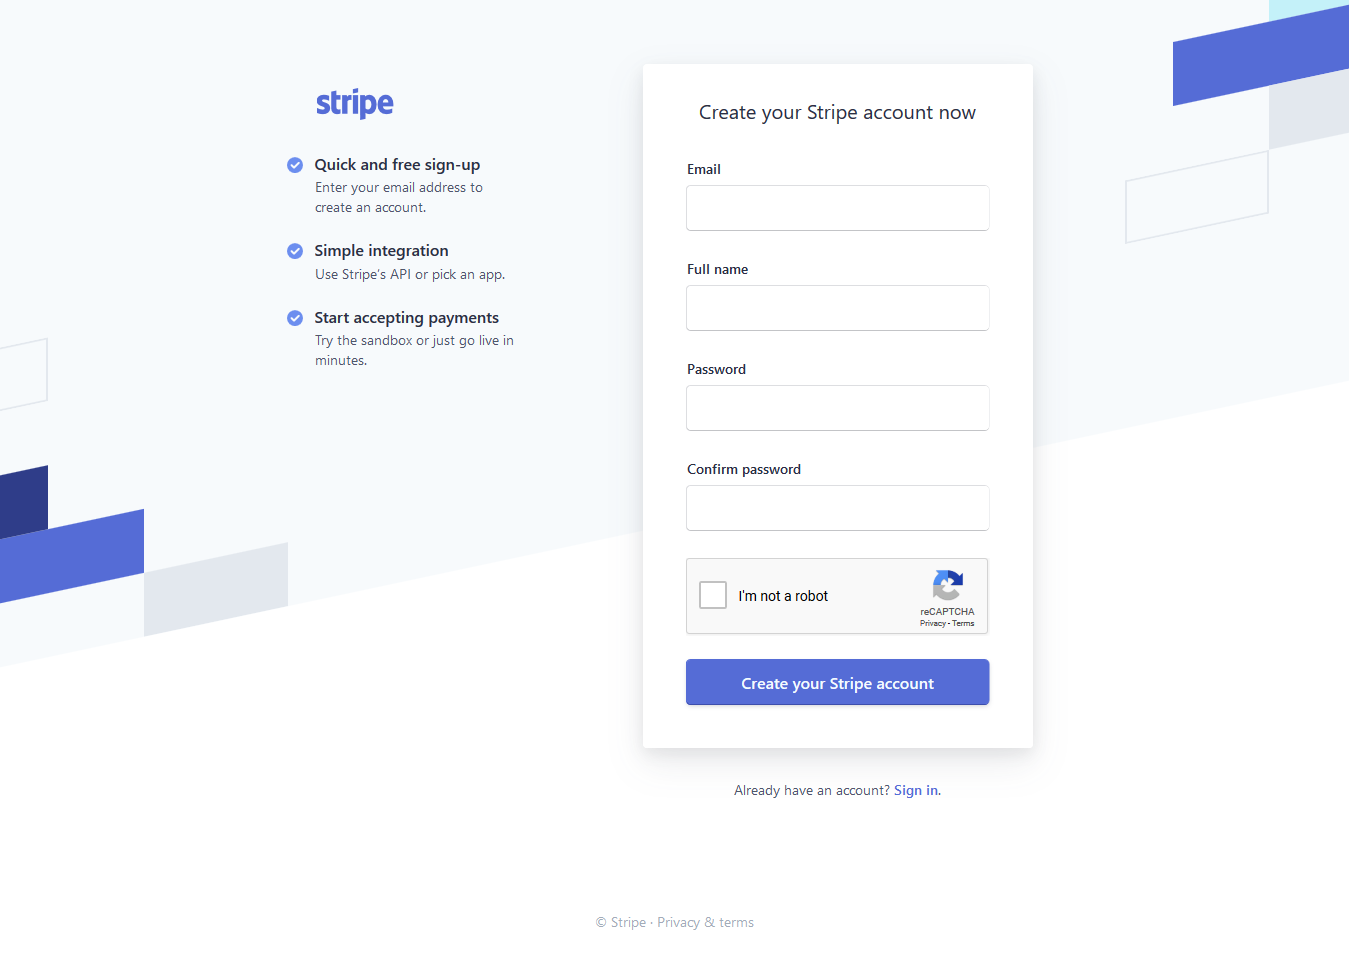 stripe
Quick and free sign-up
Enter your email address to
create an account.
Simple integration
Use Stripe's API or pick an app.
Start accepting payments
Try the sandbox or just go live in
minutes.
Create your Stripe account now
Email
Full name
Password
Confirm password
I'm not a robot
reCAPTCHA
Privacy - Terms
Create your Stripe account
Already have an account? Sign in.
© Stripe · Privacy & terms